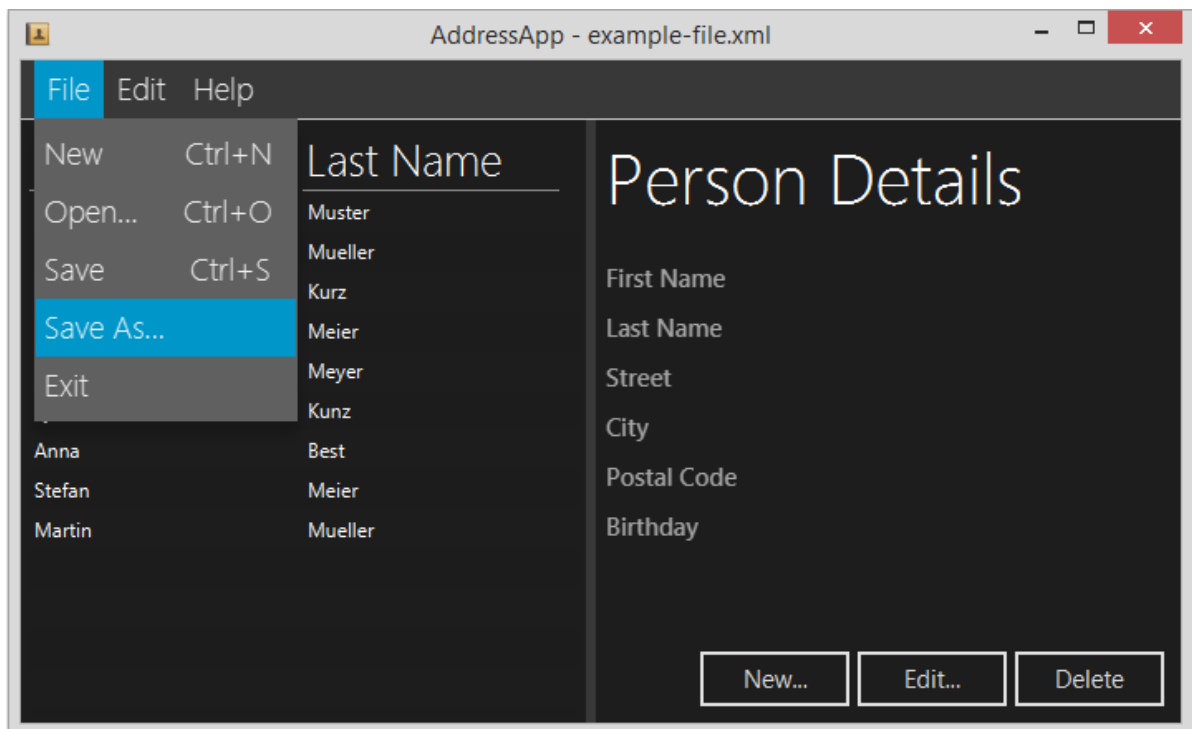 AddressApp - example-file.xml
File Edit Help
New Ctrl+N
Open... Ctrl+O
Save Ctrl+S
Save As...
Exit
Last Name
Muster
Mueller
Kurz
Meier
Meyer
Kunz
Anna Best
Stefan Meier
Martin Mueller
Person Details
First Name
Last Name
Street
City
Postal Code
Birthday
New... Edit... Delete